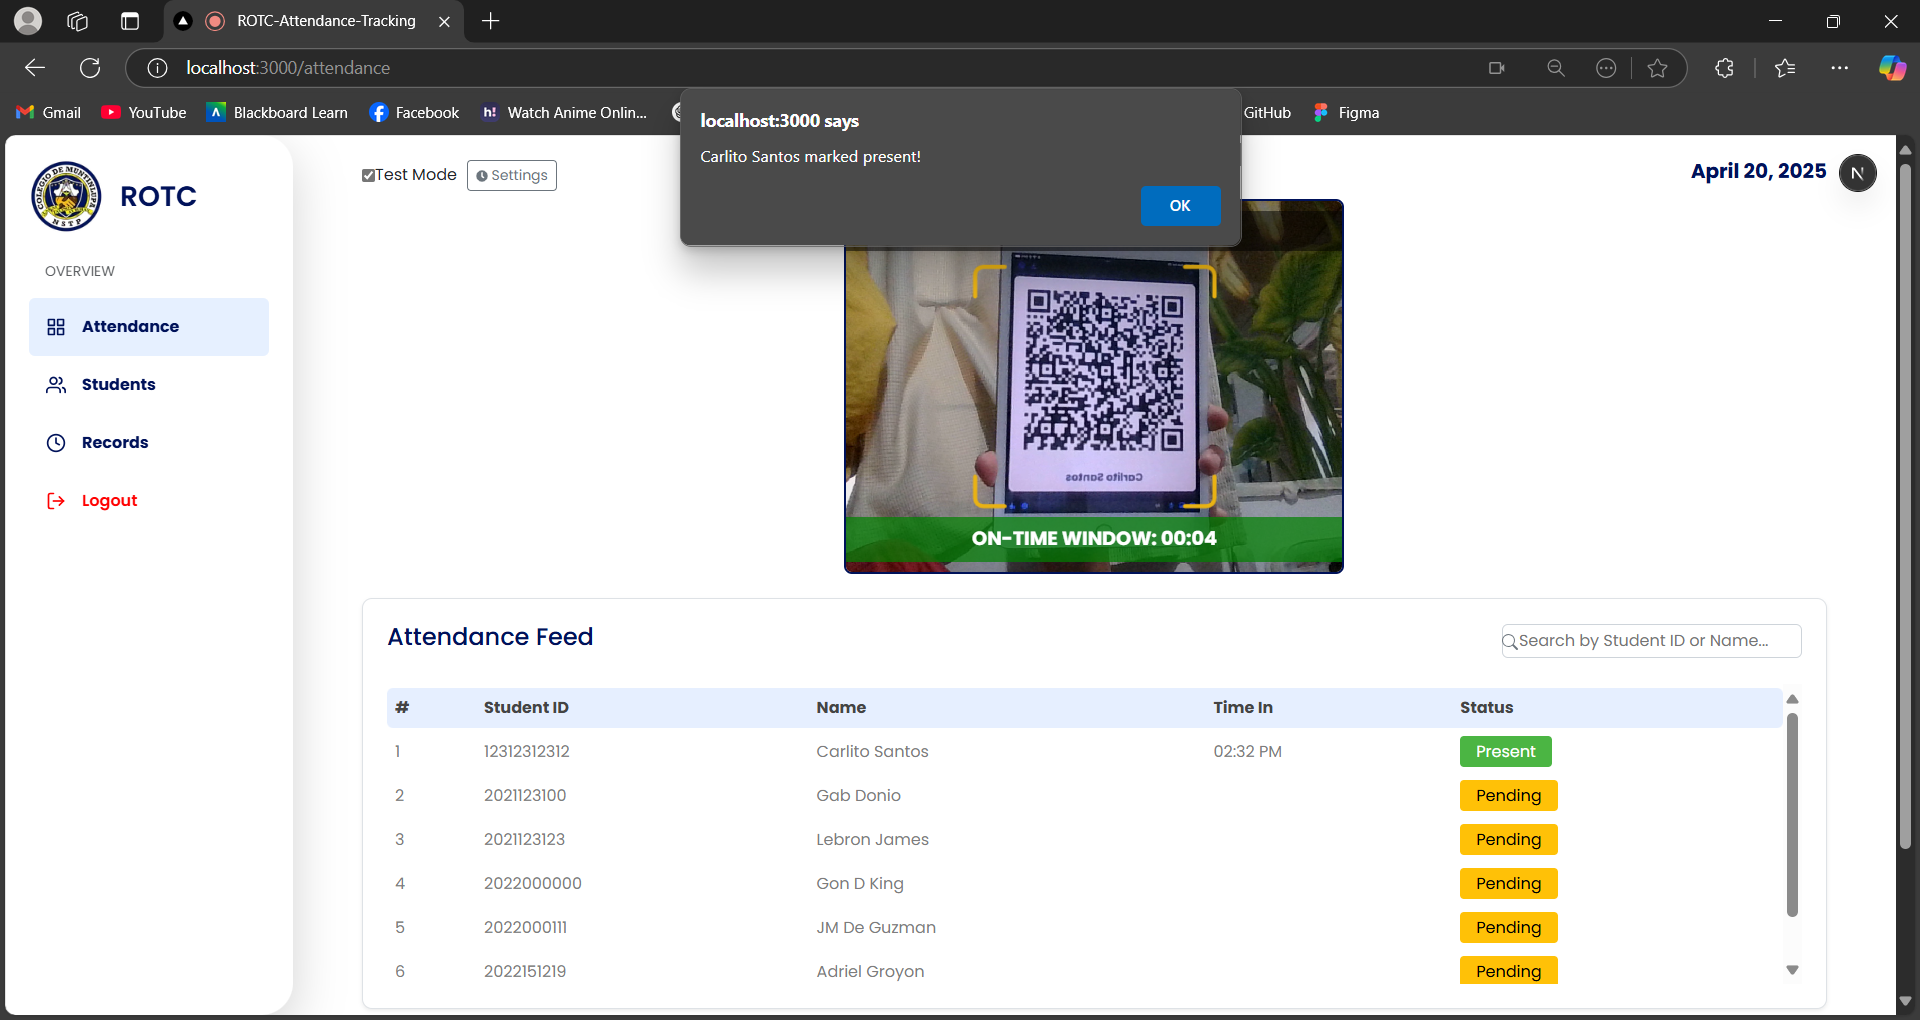 ROTC-Attendance-Tracking
localhost:3000/attendance
Gmail
YouTube
Blackboard Learn
Facebook
h!
Watch Anime Onlin...
GitHub
Figma
localhost:3000 says
Carlito Santos marked present!
OK
COLEGIO DE MUNTINLUPA
NSTP
ROTC
OVERVIEW
Attendance
Students
Records
Logout
Test Mode
Settings
April 20, 2025
N
Carlito Santos
ON-TIME WINDOW: 00:04
Attendance Feed
Search by Student ID or Name...
# Student ID Name Time In Status
1 12312312312 Carlito Santos 02:32 PM Present
2 2021123100 Gab Donio Pending
3 2021123123 Lebron James Pending
4 2022000000 Gon D King Pending
5 2022000111 JM De Guzman Pending
6 2022151219 Adriel Groyon Pending